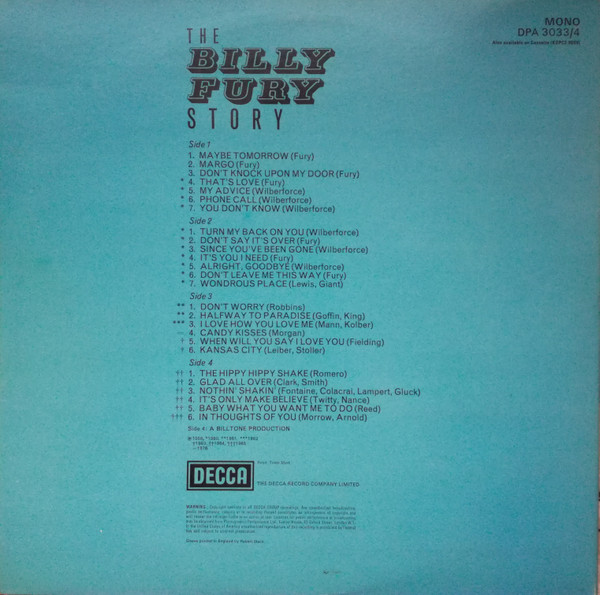 MONO
DPA 3033/4
Also available on Cassette
THE
BILLY
FURY
STORY
Side 1
1. MAYBE TOMORROW (Fury)
2. MARGO (Fury)
3. DON'T KNOCK UPON MY DOOR (Fury)
* 4. THAT'S LOVE (Fury)
* 5. MY ADVICE (Wilberforce)
* 6. PHONE CALL (Wilberforce)
* 7. YOU DON'T KNOW (Wilberforce)
Side 2
* 1. TURN MY BACK ON YOU (Wilberforce)
* 2. DON'T SAY IT'S OVER (Fury)
* 3. SINCE YOU'VE BEEN GONE (Wilberforce)
* 4. IT'S YOU I NEED (Fury)
* 5. ALRIGHT, GOODBYE (Wilberforce)
* 6. DON'T LEAVE ME THIS WAY (Fury)
* 7. WONDROUS PLACE (Lewis, Giant)
Side 3
** 1. DON'T WORRY (Robbins)
** 2. HALFWAY TO PARADISE (Goffin, King)
*** 3. I LOVE HOW YOU LOVE ME (Mann, Kolber)
— 4. CANDY KISSES (Morgan)
† 5. WHEN WILL YOU SAY I LOVE YOU (Fielding)
† 6. KANSAS CITY (Leiber, Stoller)
Side 4
†† 1. THE HIPPY HIPPY SHAKE (Romero)
†† 2. GLAD ALL OVER (Clark, Smith)
†† 3. NOTHIN' SHAKIN' (Fontaine, Colacrai, Lampert, Gluck)
†† 4. IT'S ONLY MAKE BELIEVE (Twitty, Nance)
†† 5. BABY WHAT YOU WANT ME TO DO (Reed)
††† 6. IN THOUGHTS OF YOU (Morrow, Arnold)
Side 4: A BILLTONE PRODUCTION
DECCA
THE DECCA RECORD COMPANY LIMITED
WARNING